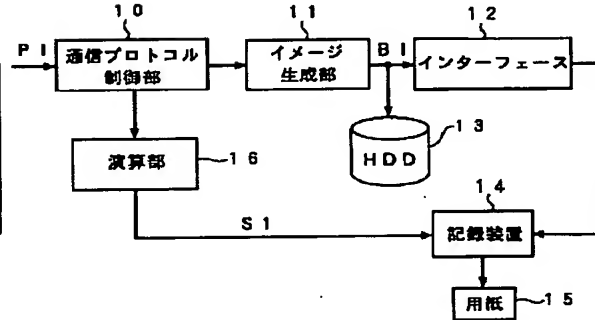 10
11
12
PI
通信プロトコル
制御部
イメージ
生成部
BI
インターフェース
13
HDD
演算部
16
14
S1
記録装置
用紙
15